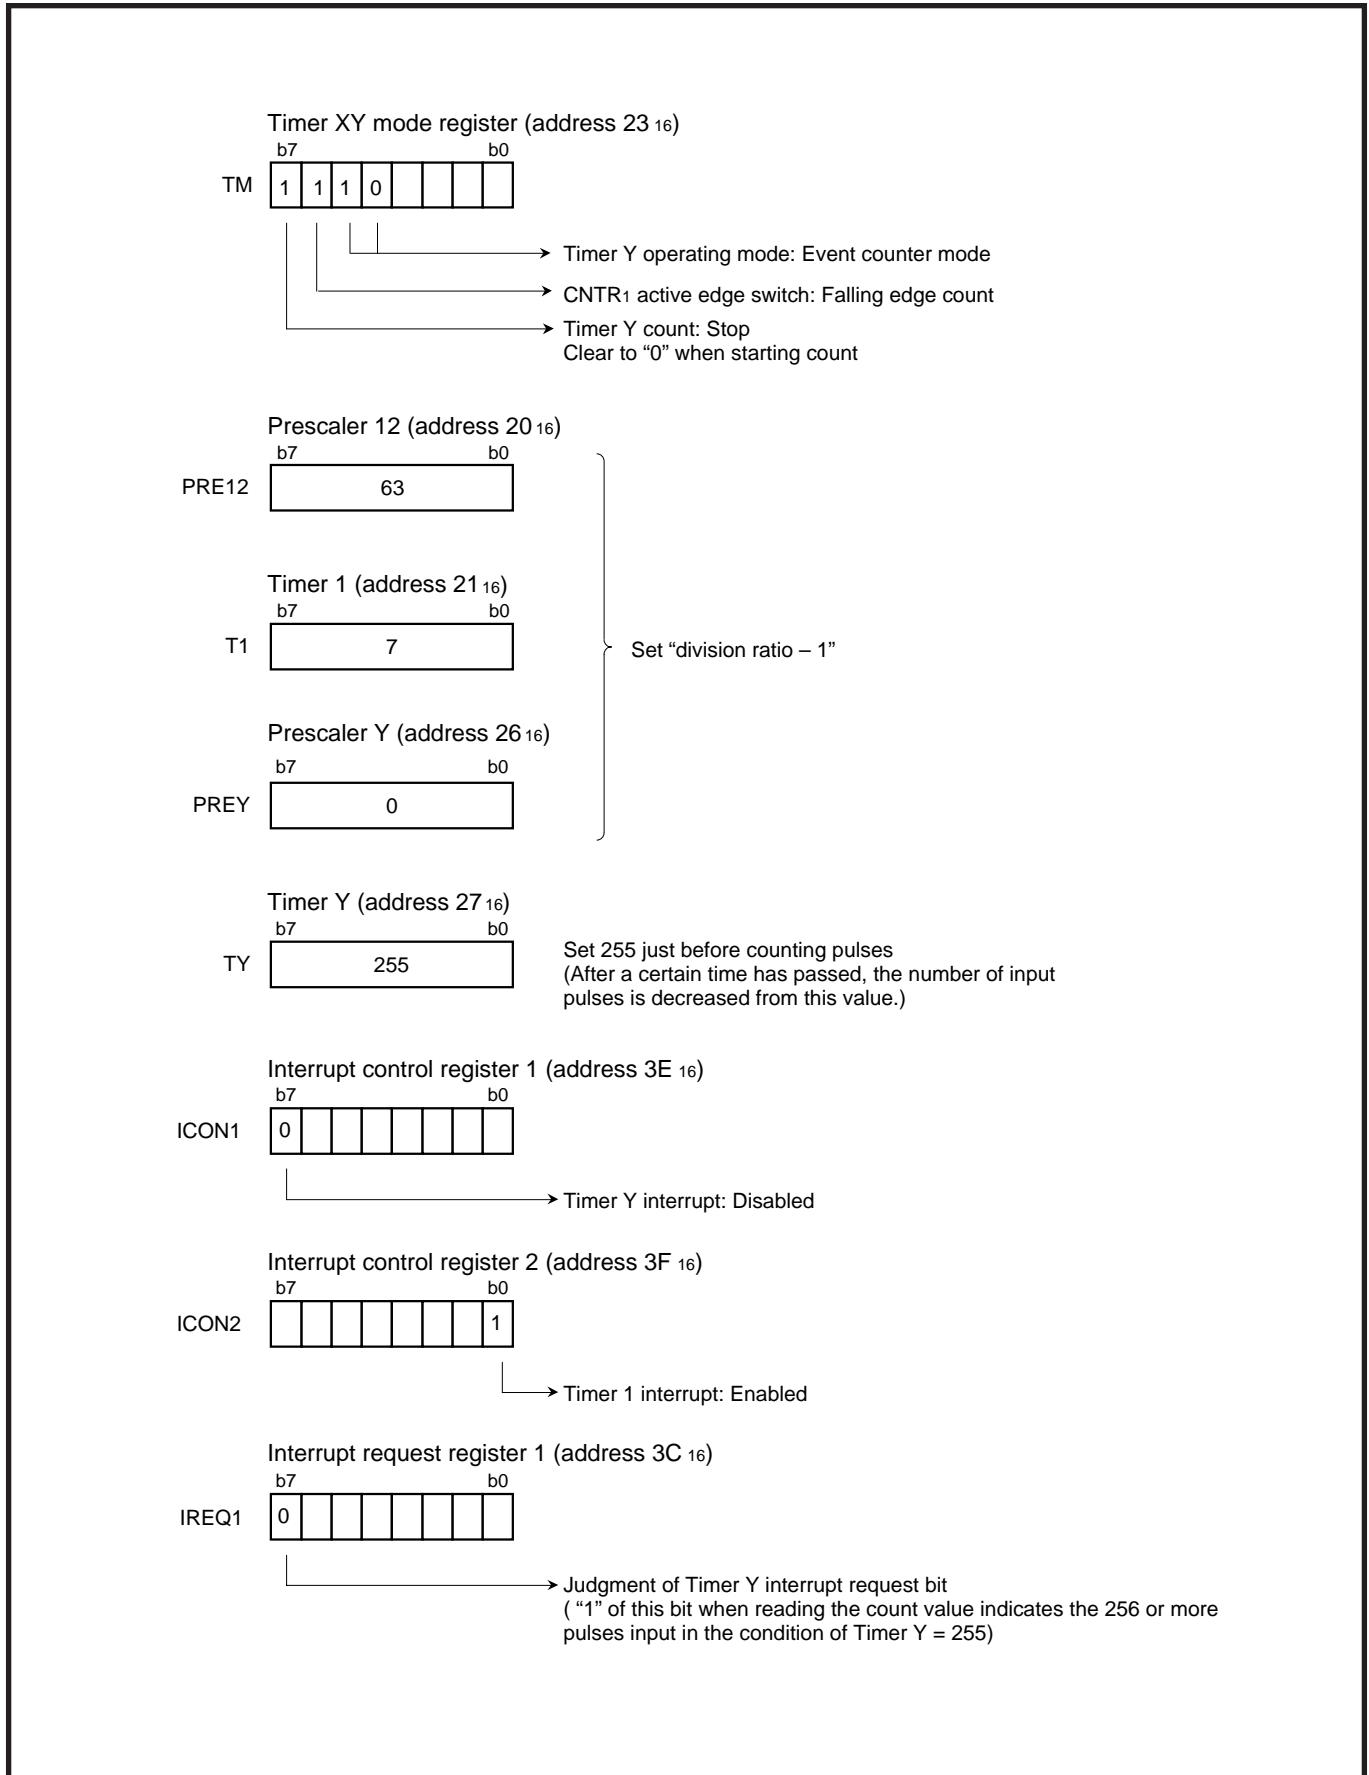 Timer XY mode register (address 23 16)
b7 b0
TM 1 1 1 0
Timer Y operating mode: Event counter mode
CNTR1 active edge switch: Falling edge count
Timer Y count: Stop
Clear to “0” when starting count
Prescaler 12 (address 20 16)
b7 b0
PRE12 63
Timer 1 (address 21 16)
b7 b0
T1 7
Set “division ratio – 1”
Prescaler Y (address 26 16)
b7 b0
PREY 0
Timer Y (address 27 16)
b7 b0
TY 255
Set 255 just before counting pulses
(After a certain time has passed, the number of input
pulses is decreased from this value.)
Interrupt control register 1 (address 3E 16)
b7 b0
ICON1 0
Timer Y interrupt: Disabled
Interrupt control register 2 (address 3F 16)
b7 b0
ICON2 1
Timer 1 interrupt: Enabled
Interrupt request register 1 (address 3C 16)
b7 b0
IREQ1 0
Judgment of Timer Y interrupt request bit
( “1” of this bit when reading the count value indicates the 256 or more
pulses input in the condition of Timer Y = 255)